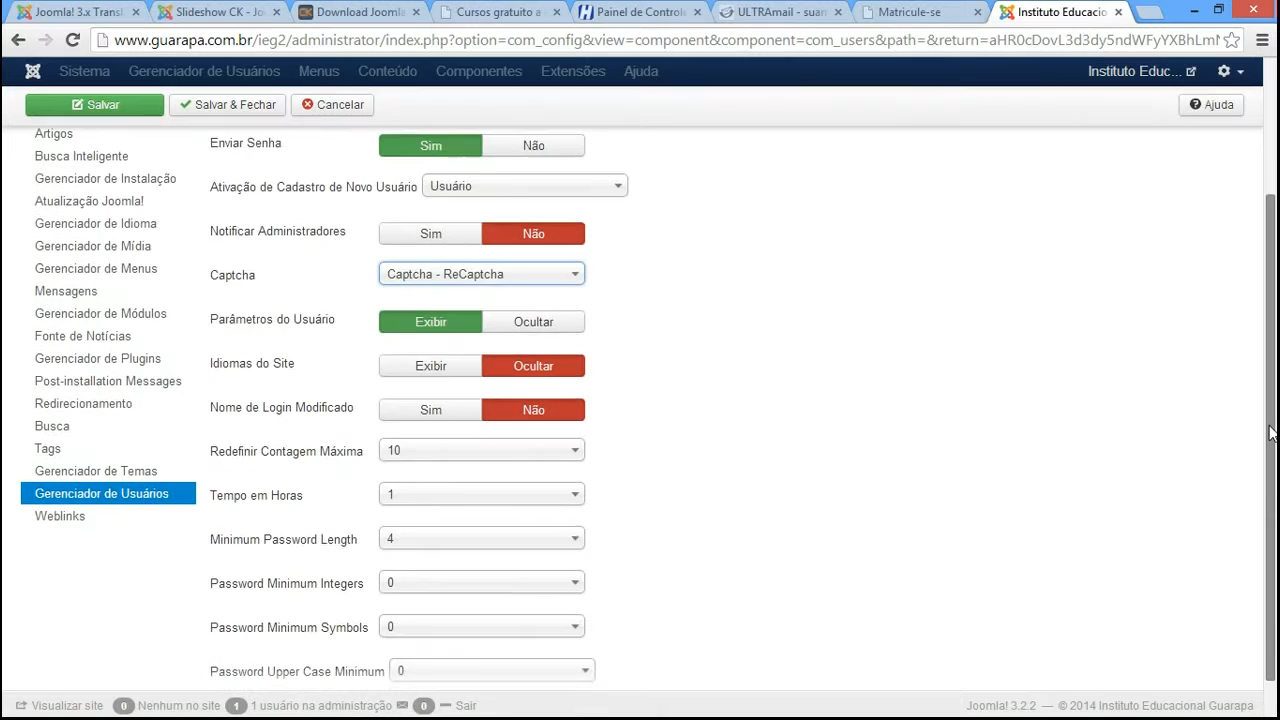 Joomla! 3.x Transl
Slideshow CK - Joo
Download Joomla
Cursos gratuito a
Painel de Control
ULTRAmail - suan
Matricule-se
Instituto Educacio
www.guarapa.com.br/ieg2/administrator/index.php?option=com_config&view=component&component=com_users&path=&return=
Sistema Gerenciador de Usuários Menus Conteúdo Componentes Extensões Ajuda Instituto Educ...
Salvar Salvar & Fechar Cancelar Ajuda
Artigos
Busca Inteligente
Gerenciador de Instalação
Atualização Joomla!
Gerenciador de Idioma
Gerenciador de Mídia
Gerenciador de Menus
Mensagens
Gerenciador de Módulos
Fonte de Notícias
Gerenciador de Plugins
Post-installation Messages
Redirecionamento
Busca
Tags
Gerenciador de Temas
Gerenciador de Usuários
Weblinks
Enviar Senha Sim Não
Ativação de Cadastro de Novo Usuário Usuário
Notificar Administradores Sim Não
Captcha Captcha - ReCaptcha
Parâmetros do Usuário Exibir Ocultar
Idiomas do Site Exibir Ocultar
Nome de Login Modificado Sim Não
Redefinir Contagem Máxima 10
Tempo em Horas 1
Minimum Password Length 4
Password Minimum Integers 0
Password Minimum Symbols 0
Password Upper Case Minimum 0
Visualizar site 0 Nenhum no site 1 1 usuário na administração 0 Sair Joomla! 3.2.2 — © 2014 Instituto Educacional Guarapa